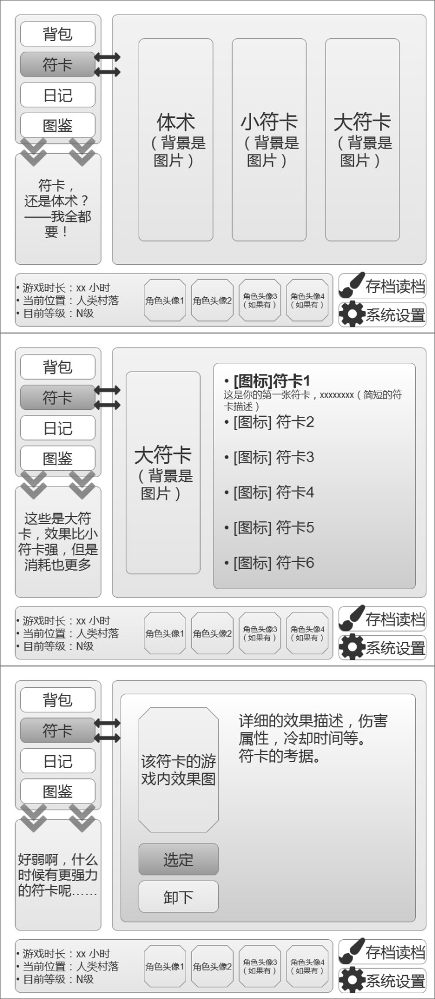 背包
符卡
日记
图鉴
符卡，
还是体术？
——我全都
要！
体术
（背景是
图片）
小符卡
（背景是
图片）
大符卡
（背景是
图片）
• 游戏时长：xx 小时
• 当前位置：人类村落
• 目前等级：N级
角色头像1
角色头像2
角色头像3
（如果有）
角色头像4
（如果有）
存档读档
系统设置
背包
符卡
日记
图鉴
这些是大符
卡，效果比小
符卡强，但是
消耗也更多
大符卡
（背景是
图片）
• [图标]符卡1
这是你的第一张符卡，xxxxxxxx（简短的符
卡描述）
• [图标] 符卡2
• [图标] 符卡3
• [图标] 符卡4
• [图标] 符卡5
• [图标] 符卡6
• 游戏时长：xx 小时
• 当前位置：人类村落
• 目前等级：N级
角色头像1
角色头像2
角色头像3
（如果有）
角色头像4
（如果有）
存档读档
系统设置
背包
符卡
日记
图鉴
好弱啊，什么
时候有更强力
的符卡呢……
该符卡的游
戏内效果图
选定
卸下
详细的效果描述，伤害
属性，冷却时间等。
符卡的考据。
• 游戏时长：xx 小时
• 当前位置：人类村落
• 目前等级：N级
角色头像1
角色头像2
角色头像3
（如果有）
角色头像4
（如果有）
存档读档
系统设置